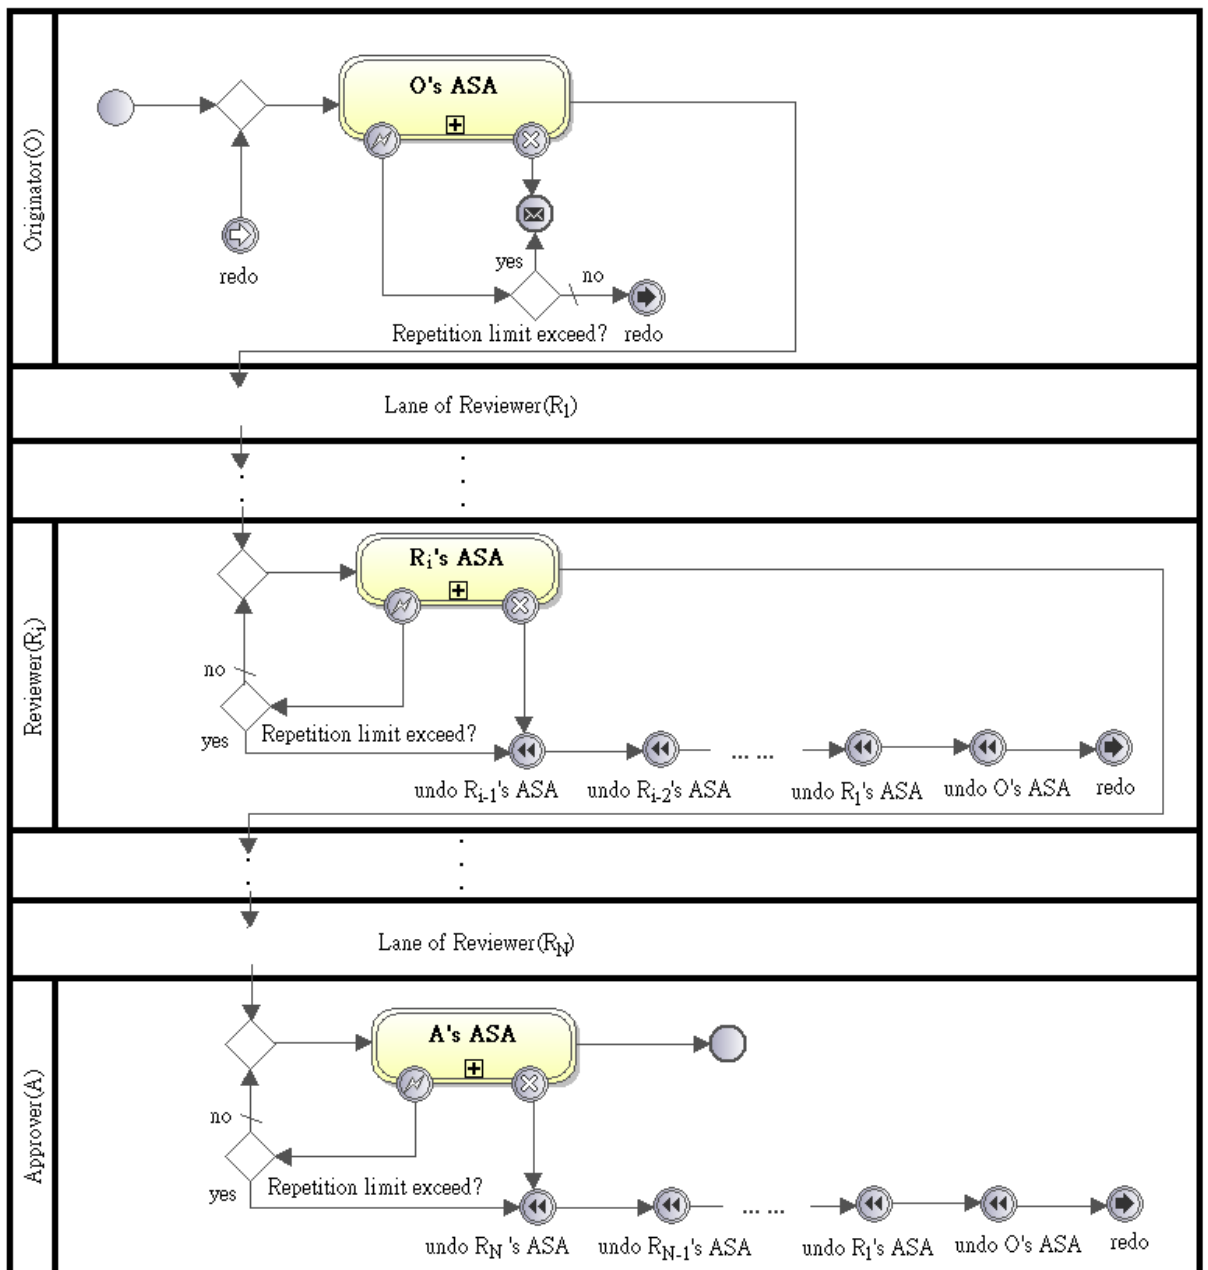 Originator(O)
O's ASA
redo
yes
no
Repetition limit exceed?
redo
Lane of Reviewer(R1)
Reviewer(Ri)
Ri's ASA
no
Repetition limit exceed?
yes
... ...
undo Ri-1's ASA
undo Ri-2's ASA
undo R1's ASA
undo O's ASA
redo
Lane of Reviewer(RN)
Approver(A)
A's ASA
no
Repetition limit exceed?
yes
... ...
undo RN 's ASA
undo RN-1's ASA
undo R1's ASA
undo O's ASA
redo